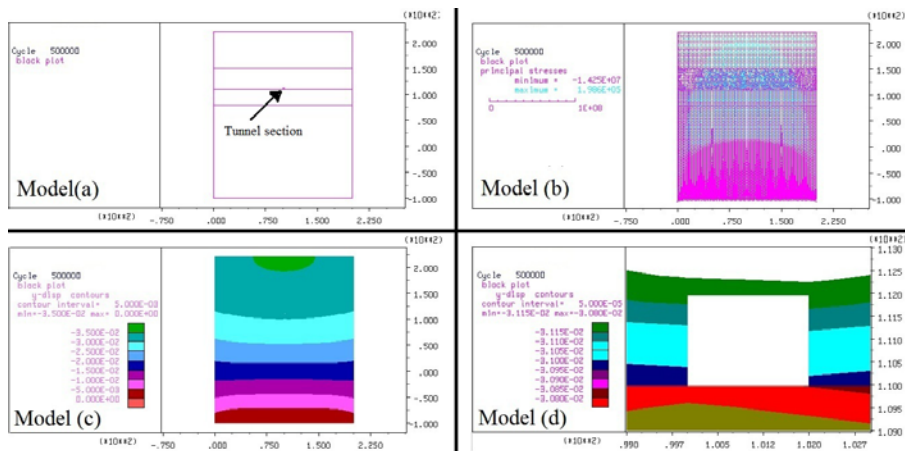 (*10**2)
Cycle 500000
block plot
2.000
1.500
1.000
.500
.000
-.500
-1.000
Tunnel section
Model(a)
(*10**2)
-.750 .000 .750 1.500 2.250
(*10**2)
Cycle 500000
block plot
principal stresses
minimum = -1.425E+07
maximum = 1.986E+05
0 1E+08
2.000
1.500
1.000
.500
.000
-.500
-1.000
Model (b)
(*10**2)
-.750 .000 .750 1.500 2.250
(*10**2)
Cycle 500000
block plot
y-disp contours
contour interval= 5.000E-03
min=-3.500E-02 max= 0.000E+00
-3.500E-02
-3.000E-02
-2.500E-02
-2.000E-02
-1.500E-02
-1.000E-02
-5.000E-03
0.000E+00
2.000
1.500
1.000
.500
.000
-.500
-1.000
Model (c)
(*10**2)
-.750 .000 .750 1.500 2.250
(*10**2)
Cycle 500000
block plot
y-disp contours
contour interval= 5.000E-05
min=-3.115E-02 max=-3.080E-02
-3.115E-02
-3.110E-02
-3.105E-02
-3.100E-02
-3.095E-02
-3.090E-02
-3.085E-02
-3.080E-02
1.130
1.125
1.120
1.115
1.110
1.105
1.100
1.095
1.090
Model (d)
.990 .997 1.005 1.012 1.020 1.027